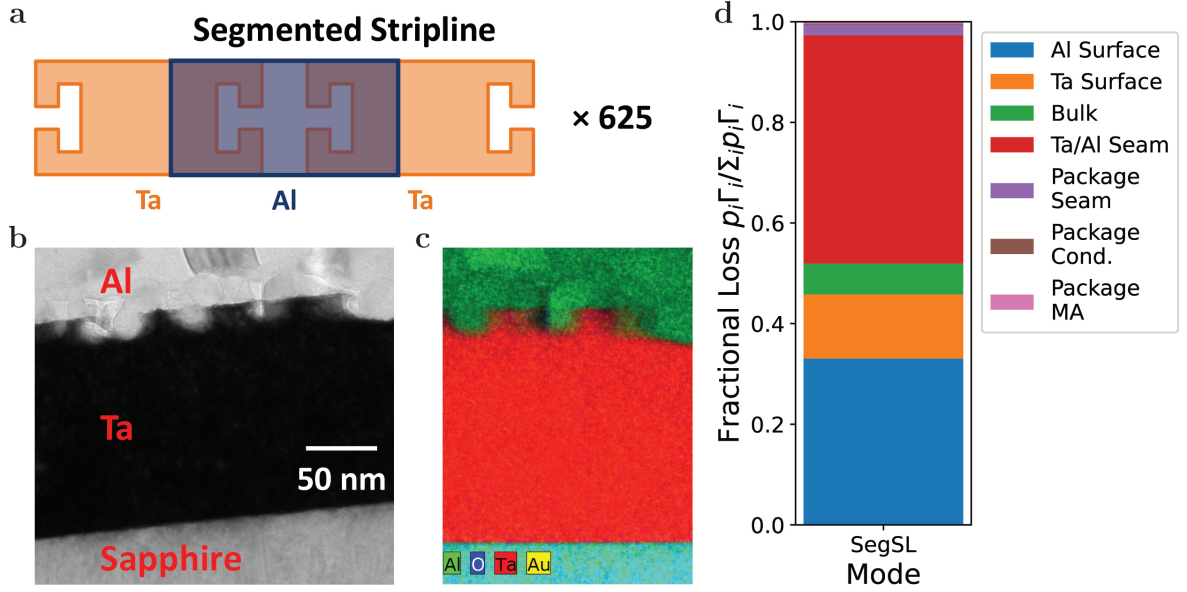 a
Segmented Stripline
× 625
Ta
Al
Ta
b
Al
Ta
50 nm
Sapphire
c
Al O Ta Au
d
Fractional Loss p_iΓ_i/Σ_ip_iΓ_i
1.0
0.8
0.6
0.4
0.2
0.0
SegSL
Mode
Al Surface
Ta Surface
Bulk
Ta/Al Seam
Package
Seam
Package
Cond.
Package
MA